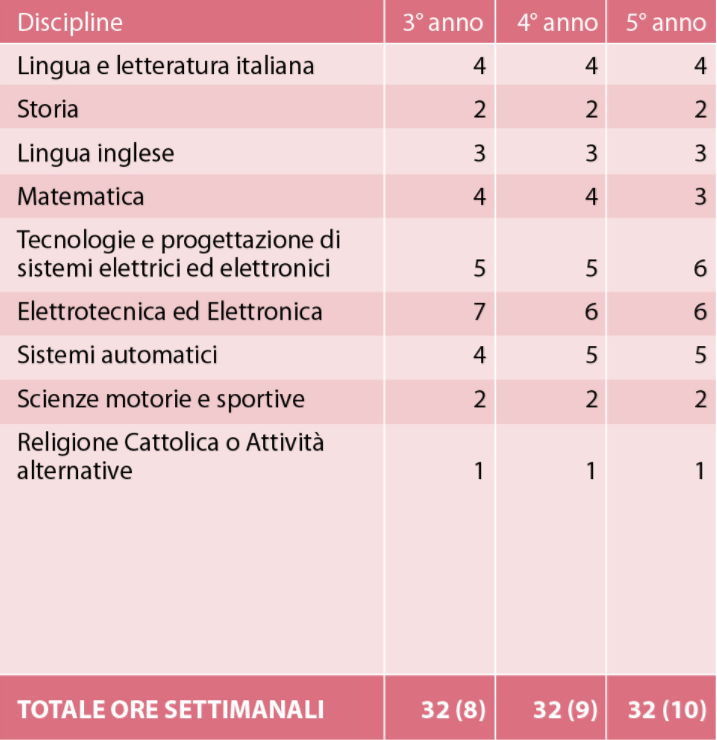 Discipline 3° anno 4° anno 5° anno
Lingua e letteratura italiana 4 4 4
Storia 2 2 2
Lingua inglese 3 3 3
Matematica 4 4 3
Tecnologie e progettazione di
sistemi elettrici ed elettronici 5 5 6
Elettrotecnica ed Elettronica 7 6 6
Sistemi automatici 4 5 5
Scienze motorie e sportive 2 2 2
Religione Cattolica o Attività
alternative 1 1 1
TOTALE ORE SETTIMANALI 32 (8) 32 (9) 32 (10)